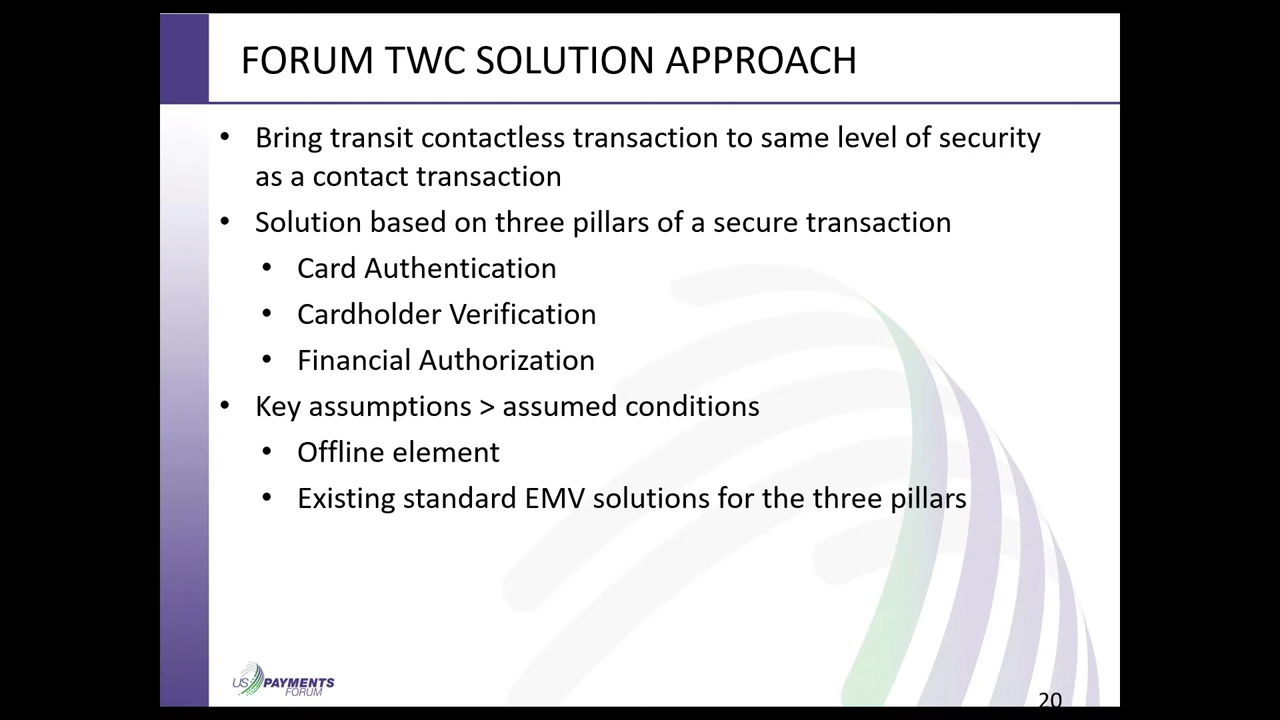 FORUM TWC SOLUTION APPROACH
• Bring transit contactless transaction to same level of security
as a contact transaction
• Solution based on three pillars of a secure transaction
• Card Authentication
• Cardholder Verification
• Financial Authorization
• Key assumptions > assumed conditions
• Offline element
• Existing standard EMV solutions for the three pillars
US PAYMENTS
FORUM
20